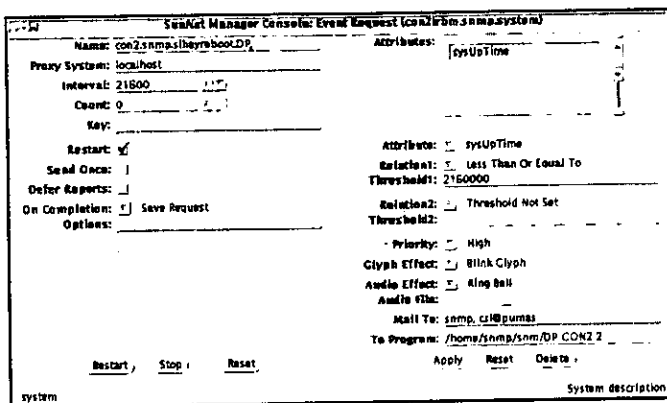 SunNet Manager Console: Event Request (con2irbm.snmp.system)
Name: con2.snmp.slheyreboot.DP
Proxy System: localhost
Interval: 21600
Count: 0
Key:
Restart:
Send Once:
Defer Reports:
On Completion: Save Request
Options:
Restart Stop Reset
system
Attributes:
sysUpTime
Attribute: sysUpTime
Relation1: Less Than Or Equal To
Threshold1: 2160000
Relation2: Threshold Not Set
Threshold2:
Priority: High
Glyph Effect: Blink Glyph
Audio Effect: Ring Bell
Audio File:
Mail To: snmp, csl@pumas
To Program: /home/snmp/snm/DP CON2 2
Apply Reset Delete
System description